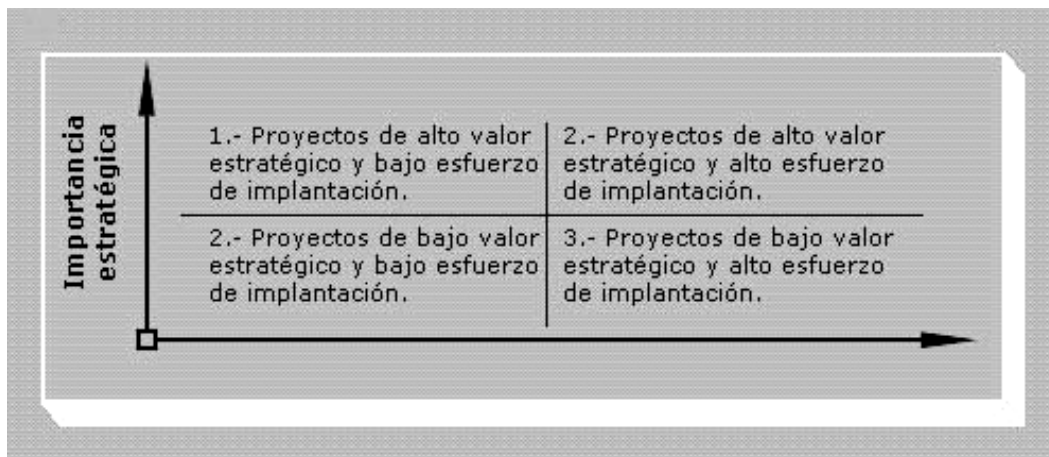 Importancia
estratégica
1.- Proyectos de alto valor
estratégico y bajo esfuerzo
de implantación.
2.- Proyectos de alto valor
estratégico y alto esfuerzo
de implantación.
2.- Proyectos de bajo valor
estratégico y bajo esfuerzo
de implantación.
3.- Proyectos de bajo valor
estratégico y alto esfuerzo
de implantación.